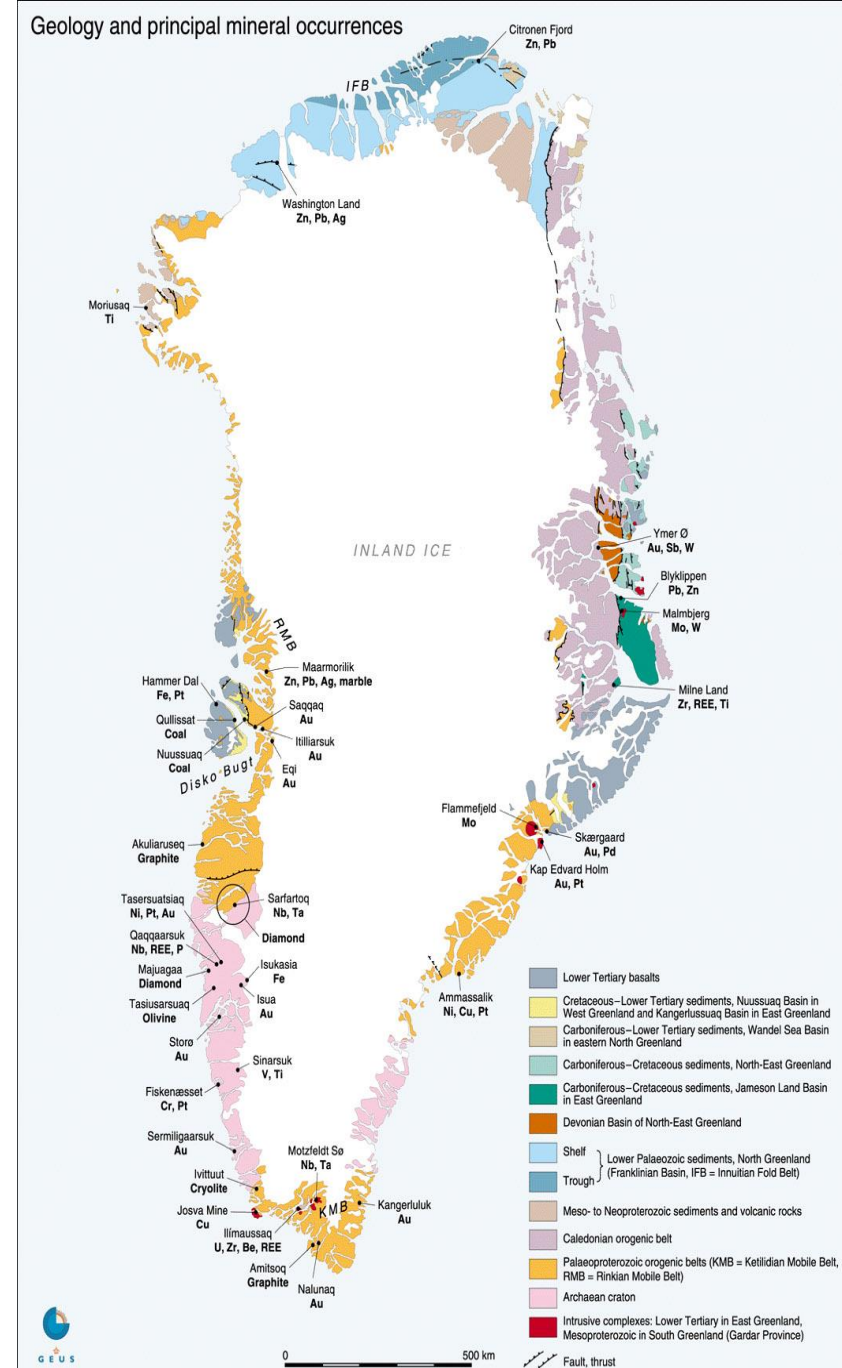 Geology and principal mineral occurrences
Citronen Fjord
Zn, Pb
IFB
Washington Land
Zn, Pb, Ag
Moriusaq
Ti
INLAND ICE
Ymer Ø
Au, Sb, W
Blyklippen
Pb, Zn
Malmbjerg
Mo, W
RMB
Maarmorilik
Zn, Pb, Ag, marble
Hammer Dal
Fe, Pt
Milne Land
Zr, REE, Ti
Saqqaq
Au
Qullissat
Coal
Itilliarsuk
Au
Nuussuaq
Coal
Eqi
Au
Disko Bugt
Flammefjeld
Mo
Skærgaard
Au, Pd
Akuliaruseq
Graphite
Kap Edvard Holm
Au, Pt
Tasersuatsiaq
Ni, Pt, Au
Sarfartoq
Nb, Ta
Qaqqaarsuk
Nb, REE, P
Diamond
Majuagaa
Diamond
Isukasia
Fe
Ammassalik
Ni, Cu, Pt
Tasiusarsuaq
Olivine
Isua
Au
Storø
Au
Sinarsuk
V, Ti
Fiskenæsset
Cr, Pt
Sermiligaarsuk
Au
Motzfeldt Sø
Nb, Ta
Ivittuut
Cryolite
Kangerluluk
Au
Josva Mine
Cu
KMB
Ilímaussaq
U, Zr, Be, REE
Amitsoq
Graphite
Nalunaq
Au
Lower Tertiary basalts
Cretaceous–Lower Tertiary sediments, Nuussuaq Basin in
West Greenland and Kangerlussuaq Basin in East Greenland
Carboniferous–Lower Tertiary sediments, Wandel Sea Basin
in eastern North Greenland
Carboniferous–Cretaceous sediments, North-East Greenland
Carboniferous–Cretaceous sediments, Jameson Land Basin
in East Greenland
Devonian Basin of North-East Greenland
Shelf
Trough
Lower Palaeozoic sediments, North Greenland
(Franklinian Basin, IFB = Innuitian Fold Belt)
Meso- to Neoproterozoic sediments and volcanic rocks
Caledonian orogenic belt
Palaeoproterozoic orogenic belts (KMB = Ketilidian Mobile Belt,
RMB = Rinkian Mobile Belt)
Archaean craton
Intrusive complexes: Lower Tertiary in East Greenland,
Mesoproterozoic in South Greenland (Gardar Province)
Fault, thrust
0 500 km
GEUS